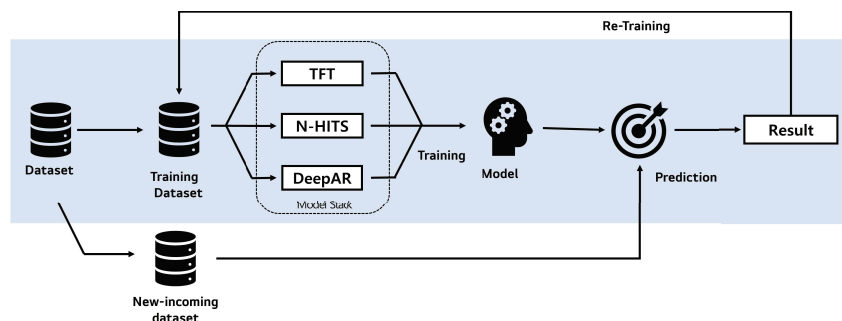 Re-Training
TFT
N-HITS
DeepAR
Model Stack
Dataset
Training
Dataset
Training
Model
Prediction
Result
New-incoming
dataset